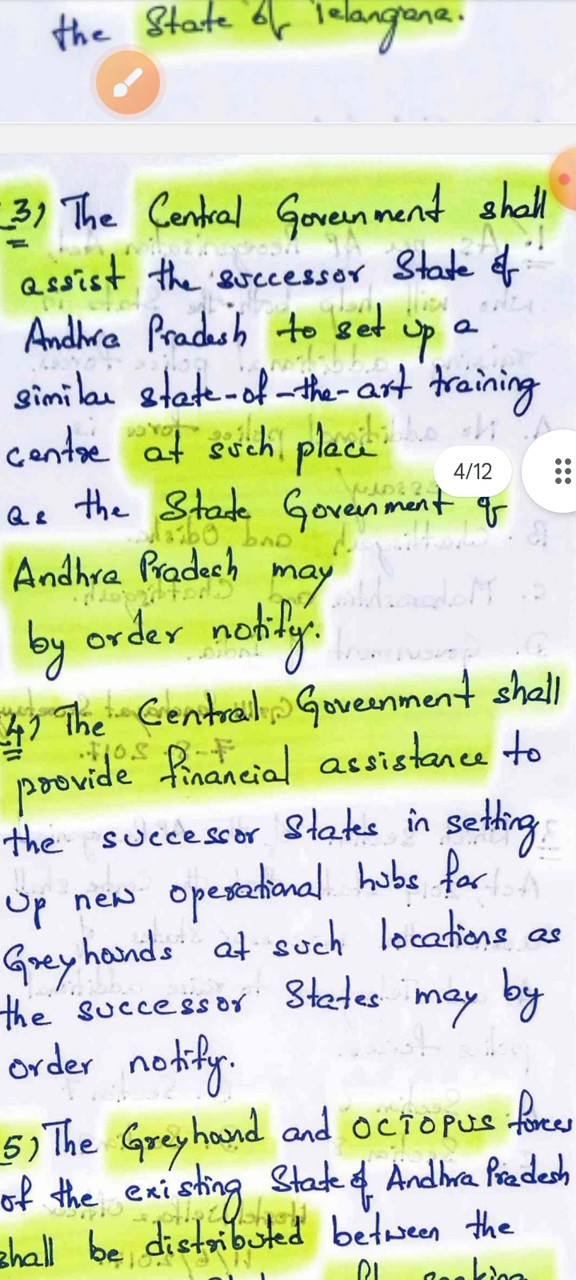 the State of Telangana.
3) The Central Government shall
assist the successor State of
Andhra Pradesh to set up a
similar state-of-the-art training
centre at such place
4/12
as the State Government of
Andhra Pradesh may
by order notify.
4) The Central Government shall
provide financial assistance to
the successor States in setting
up new operational hubs for
Greyhounds at such locations as
the successor States may by
order notify.
5) The Greyhound and OCTOPUS forces
of the existing State of Andhra Pradesh
shall be distributed between the